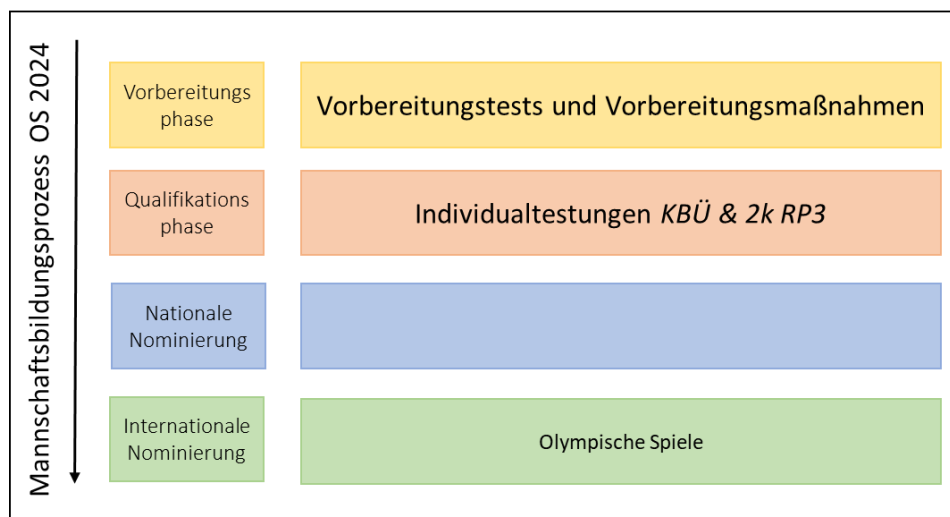 Mannschaftsbildungsprozess OS 2024
Vorbereitungs
phase
Vorbereitungstests und Vorbereitungsmaßnahmen
Qualifikations
phase
Individualtestungen KBÜ & 2k RP3
Nationale
Nominierung
Internationale
Nominierung
Olympische Spiele